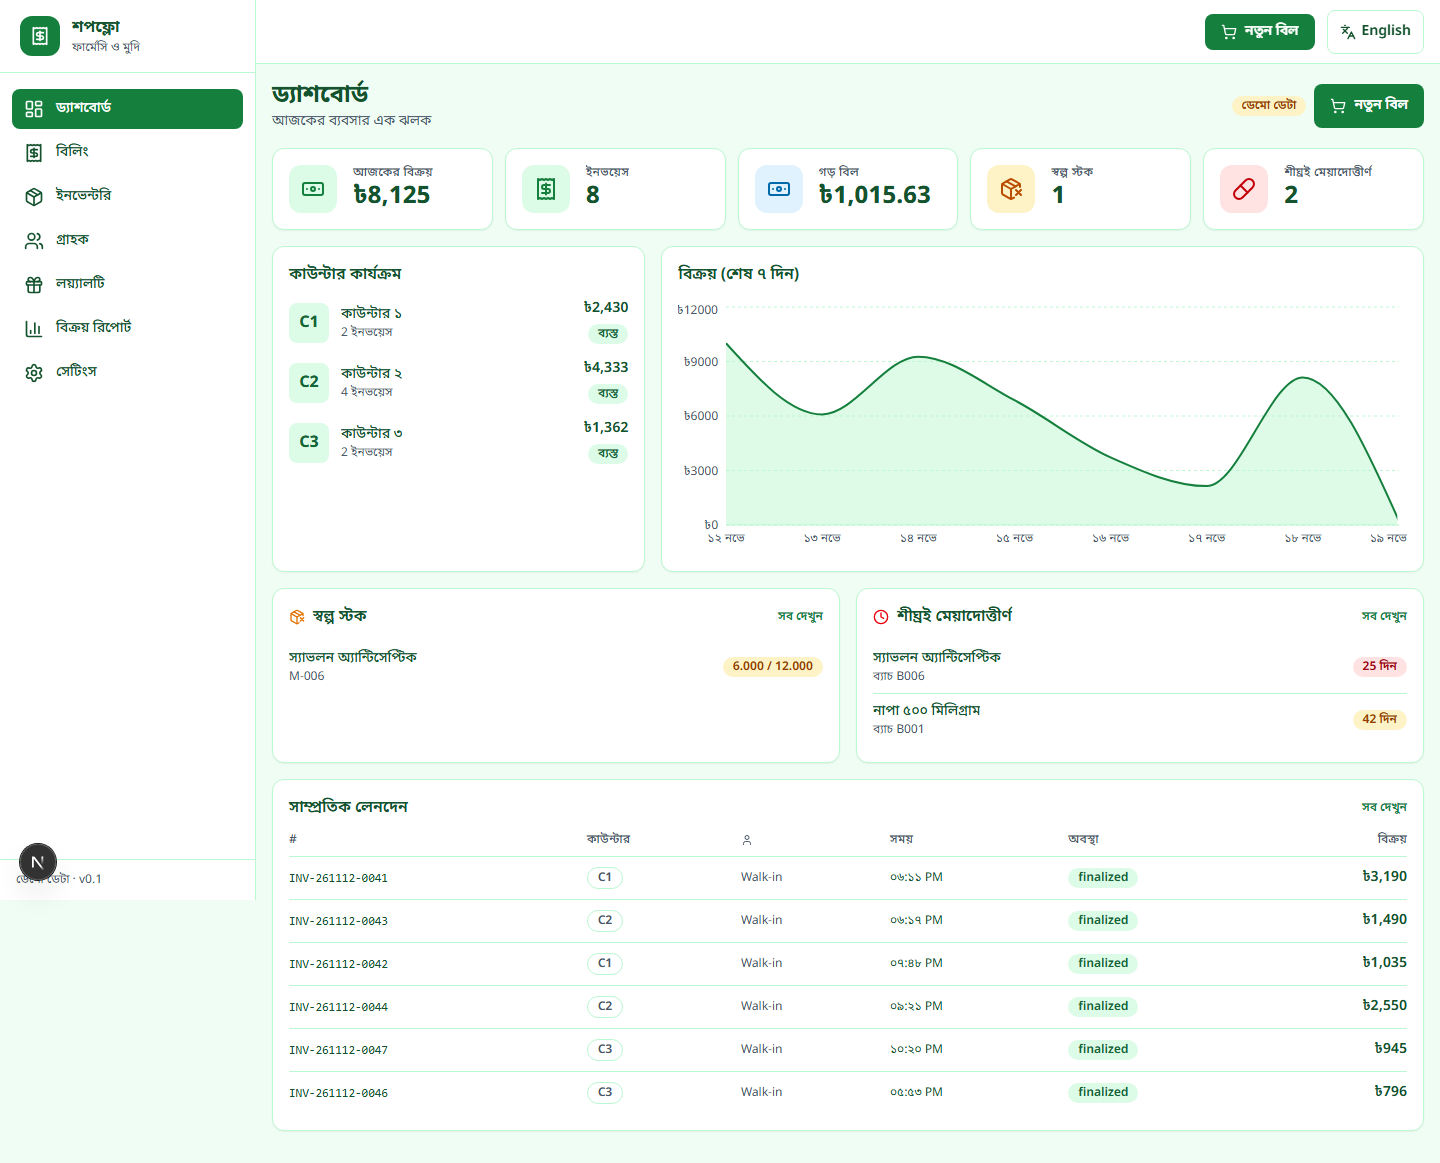 শপফ্লো
ফার্মেসি ও মুদি
নতুন বিল
English
ড্যাশবোর্ড
বিলিং
ইনভেন্টরি
গ্রাহক
লয়্যালটি
বিক্রয় রিপোর্ট
সেটিংস
ডেটা · v0.1
ড্যাশবোর্ড
আজকের ব্যবসার এক ঝলক
ডেমো ডেটা
নতুন বিল
আজকের বিক্রয়
৳8,125
ইনভয়েস
8
গড় বিল
৳1,015.63
স্বল্প স্টক
1
শীঘ্রই মেয়াদোত্তীর্ণ
2
কাউন্টার কার্যক্রম
C1 কাউন্টার ১ ৳2,430
2 ইনভয়েস ব্যস্ত
C2 কাউন্টার ২ ৳4,333
4 ইনভয়েস ব্যস্ত
C3 কাউন্টার ৩ ৳1,362
2 ইনভয়েস ব্যস্ত
বিক্রয় (শেষ ৭ দিন)
৳12000
৳9000
৳6000
৳3000
৳0
১২ নভে ১৩ নভে ১৪ নভে ১৫ নভে ১৬ নভে ১৭ নভে ১৮ নভে ১৯ নভে
স্বল্প স্টক সব দেখুন
স্যাভলন অ্যান্টিসেপ্টিক
M-006
6.000 / 12.000
শীঘ্রই মেয়াদোত্তীর্ণ সব দেখুন
স্যাভলন অ্যান্টিসেপ্টিক
ব্যাচ B006
25 দিন
নাপা ৫০০ মিলিগ্রাম
ব্যাচ B001
42 দিন
সাম্প্রতিক লেনদেন সব দেখুন
# কাউন্টার সময় অবস্থা বিক্রয়
INV-261112-0041 C1 Walk-in ০৬:১১ PM finalized ৳3,190
INV-261112-0043 C2 Walk-in ০৬:১৭ PM finalized ৳1,490
INV-261112-0042 C1 Walk-in ০৭:৪৮ PM finalized ৳1,035
INV-261112-0044 C2 Walk-in ০৯:২১ PM finalized ৳2,550
INV-261112-0047 C3 Walk-in ১০:২০ PM finalized ৳945
INV-261112-0046 C3 Walk-in ০৫:৫৩ PM finalized ৳796